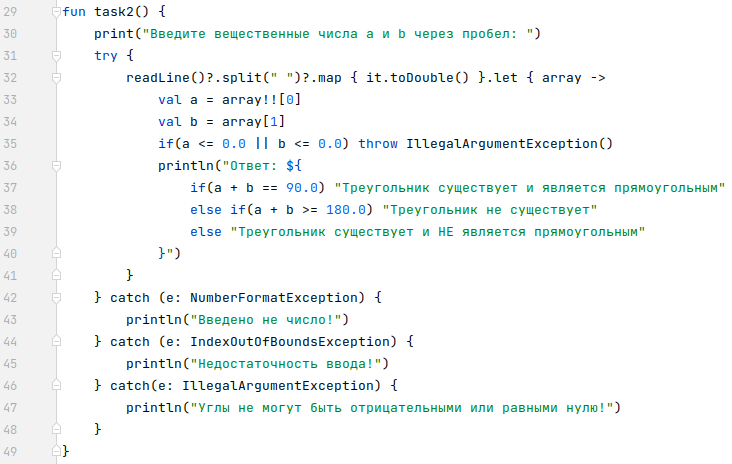 29 fun task2() {
30     print("Введите вещественные числа a и b через пробел: ")
31     try {
32         readLine()?.split(" ")?.map { it.toDouble() }.let { array ->
33             val a = array!![0]
34             val b = array[1]
35             if(a <= 0.0 || b <= 0.0) throw IllegalArgumentException()
36             println("Ответ: ${
37                 if(a + b == 90.0) "Треугольник существует и является прямоугольным"
38                 else if(a + b >= 180.0) "Треугольник не существует"
39                 else "Треугольник существует и НЕ является прямоугольным"
40             }")
41         }
42     } catch (e: NumberFormatException) {
43         println("Введено не число!")
44     } catch (e: IndexOutOfBoundsException) {
45         println("Недостаточность ввода!")
46     } catch(e: IllegalArgumentException) {
47         println("Углы не могут быть отрицательными или равными нулю!")
48     }
49 }